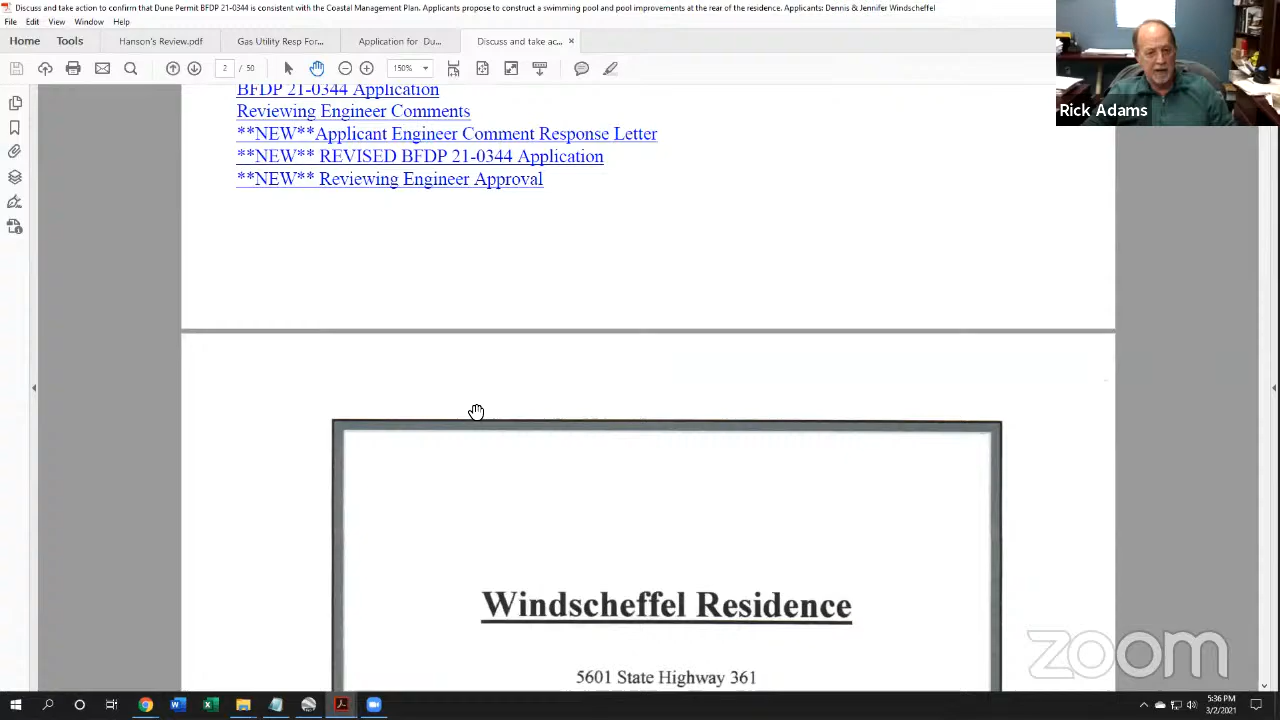 Discuss and take action to confirm that Dune Permit BFDP 21-0344 is consistent with the Coastal Management Plan. Applicants propose to construct a swimming pool and pool improvements at the rear of the residence. Applicants: Dennis & Jennifer Windscheffel
File Edit View Window Help
Home Tools Hanson's Review.pdf Gas Utility Resp For... Application for Du... Discuss and take ac... ×
2 / 50 150%
BFDP 21-0344 Application
Reviewing Engineer Comments
**NEW**Applicant Engineer Comment Response Letter
**NEW** REVISED BFDP 21-0344 Application
**NEW** Reviewing Engineer Approval
Rick Adams
Windscheffel Residence
5601 State Highway 361
zoom
5:36 PM
3/2/2021